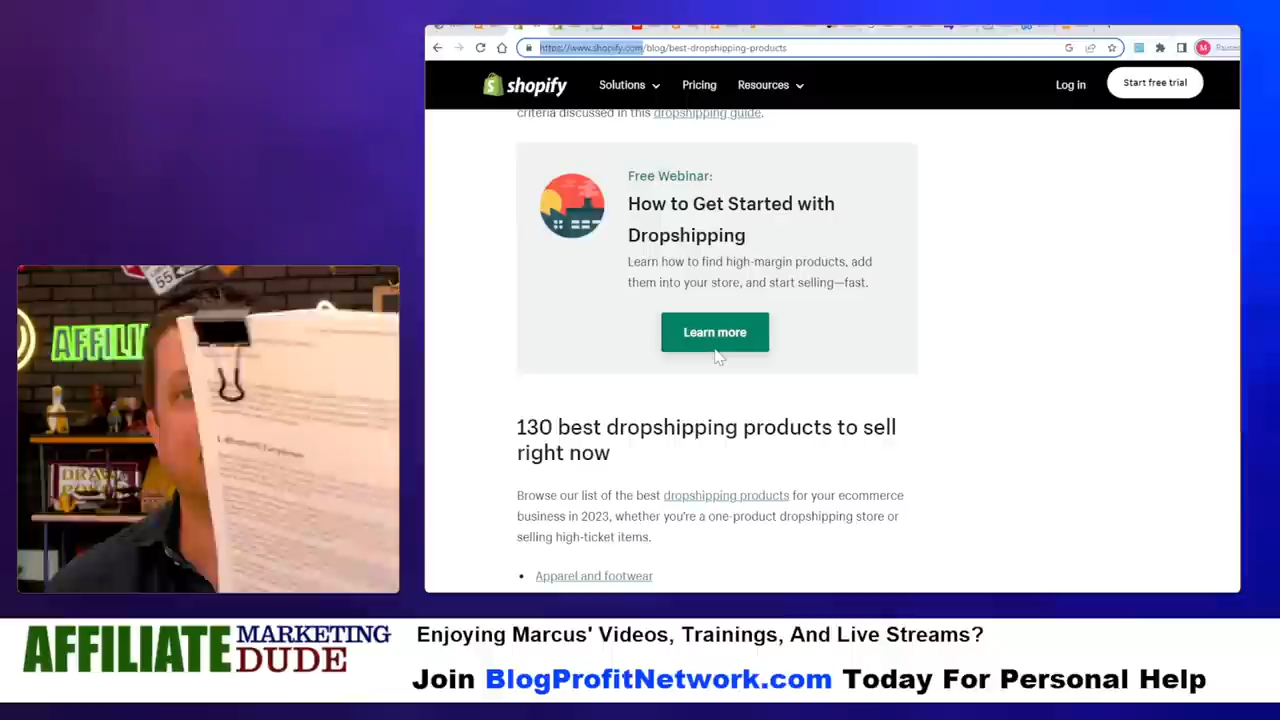 https://www.shopify.com/blog/best-dropshipping-products
shopify
Solutions
Pricing
Resources
Log in
Start free trial
criteria discussed in this dropshipping guide.
Free Webinar:
How to Get Started with
Dropshipping
Learn how to find high-margin products, add
them into your store, and start selling—fast.
Learn more
130 best dropshipping products to sell
right now
Browse our list of the best dropshipping products for your ecommerce
business in 2023, whether you're a one-product dropshipping store or
selling high-ticket items.
• Apparel and footwear
55
AFFILI
AFFILIATE MARKETING DUDE
Enjoying Marcus' Videos, Trainings, And Live Streams?
Join BlogProfitNetwork.com Today For Personal Help